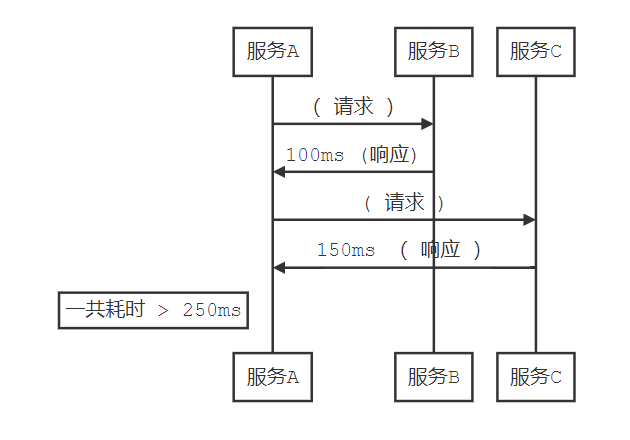 服务A 服务B 服务C
( 请求 )
100ms (响应)
( 请求 )
150ms ( 响应 )
一共耗时 > 250ms
服务A 服务B 服务C